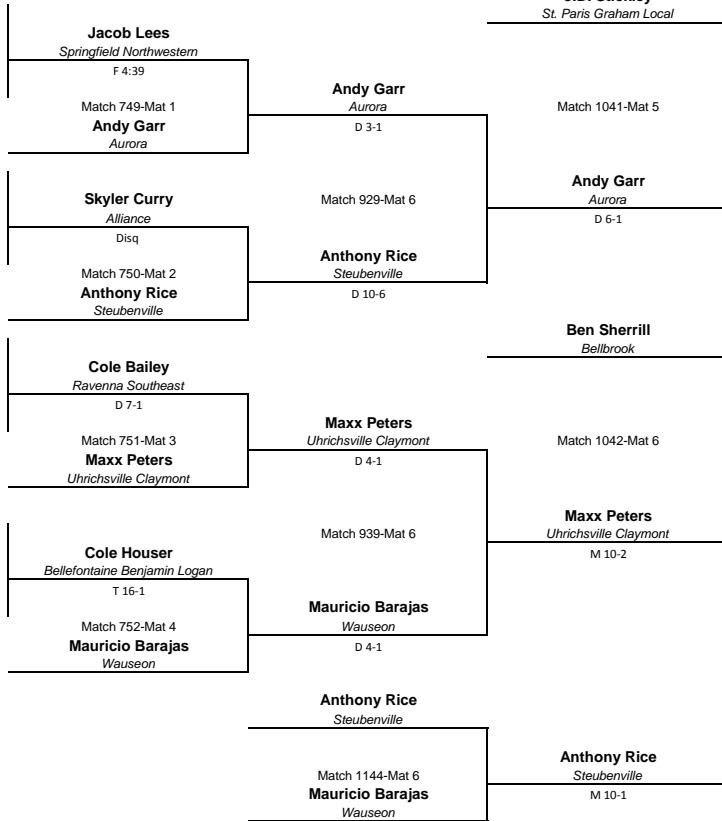 St. Paris Graham Local
Jacob Lees
Springfield Northwestern
F 4:39
Match 749-Mat 1
Andy Garr
Aurora
Andy Garr
Aurora
D 3-1
Match 1041-Mat 5
Skyler Curry
Alliance
Disq
Match 750-Mat 2
Anthony Rice
Steubenville
Match 929-Mat 6
Anthony Rice
Steubenville
D 10-6
Andy Garr
Aurora
D 6-1
Ben Sherrill
Bellbrook
Cole Bailey
Ravenna Southeast
D 7-1
Match 751-Mat 3
Maxx Peters
Uhrichsville Claymont
Maxx Peters
Uhrichsville Claymont
D 4-1
Match 1042-Mat 6
Cole Houser
Bellefontaine Benjamin Logan
T 16-1
Match 752-Mat 4
Mauricio Barajas
Wauseon
Match 939-Mat 6
Mauricio Barajas
Wauseon
D 4-1
Maxx Peters
Uhrichsville Claymont
M 10-2
Anthony Rice
Steubenville
Match 1144-Mat 6
Mauricio Barajas
Wauseon
Anthony Rice
Steubenville
M 10-1